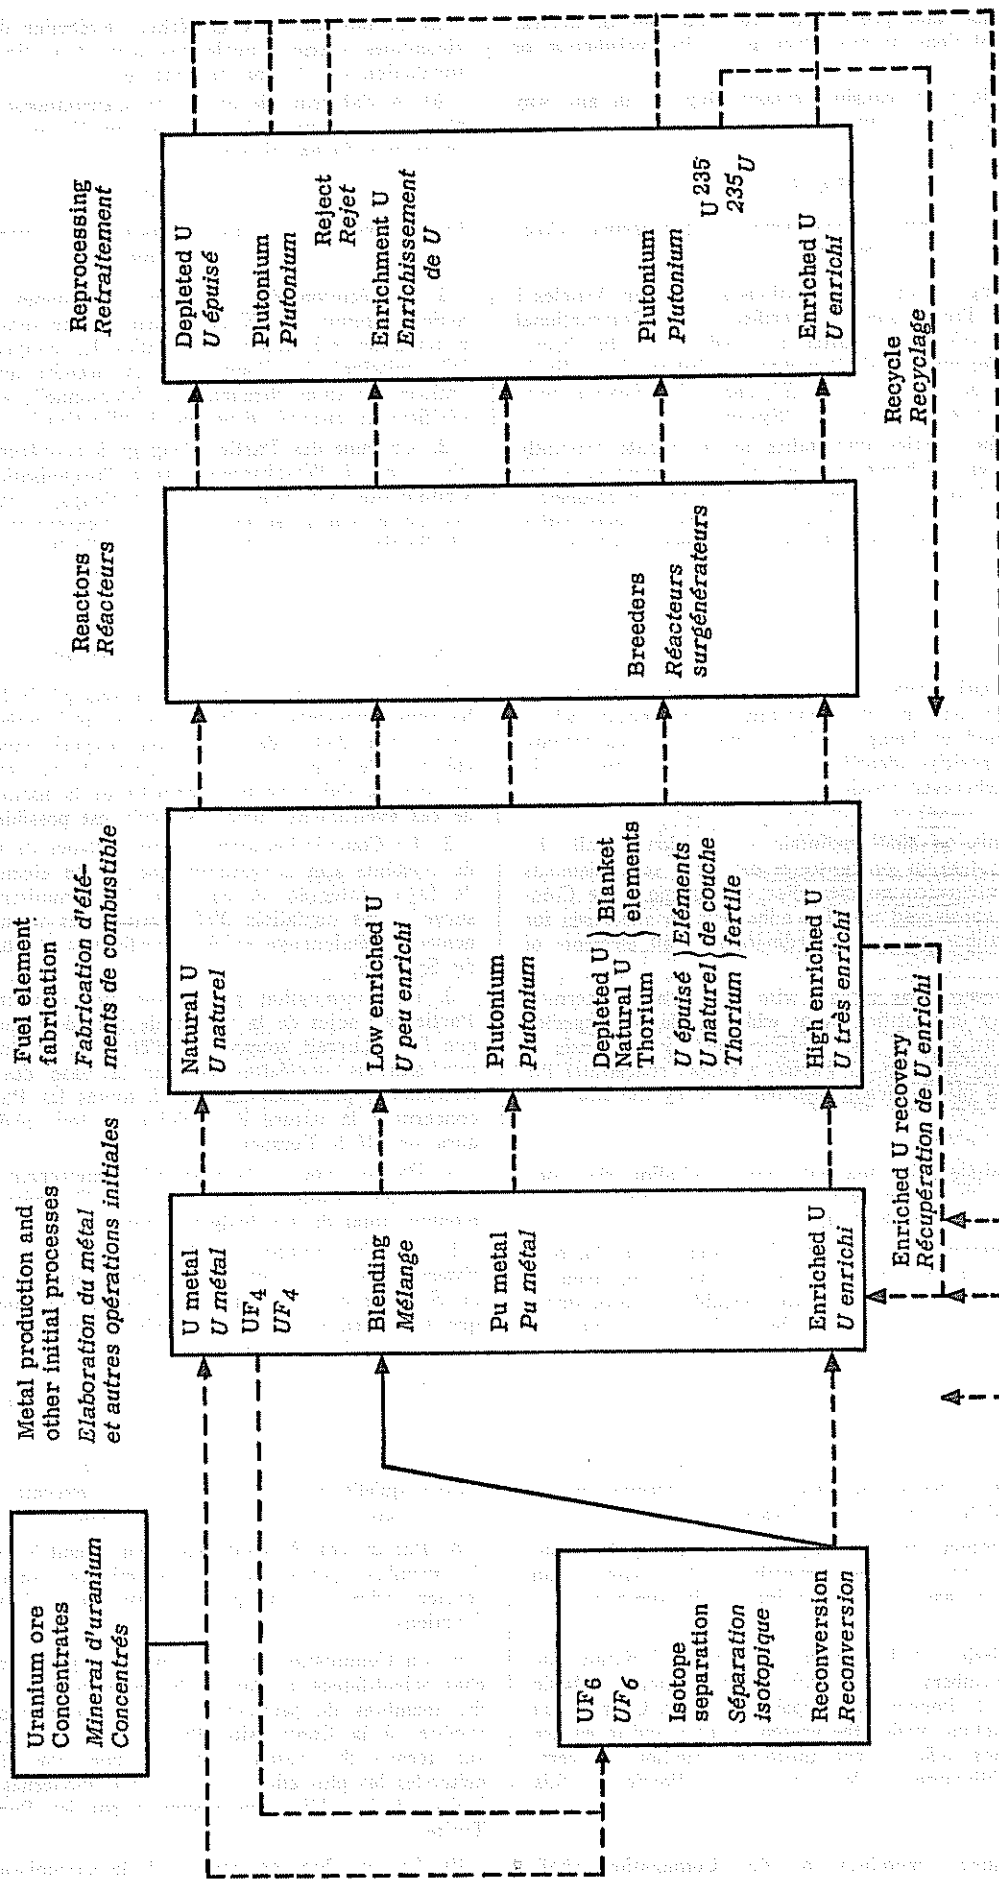 Uranium ore
Concentrates
Minerai d'uranium
Concentrés
UF6
UF6
Isotope
separation
Séparation
isotopique
Reconversion
Reconversion
Metal production and
other initial processes
Elaboration du métal
et autres opérations initiales
U metal
U métal
UF4
UF4
Blending
Mélange
Pu metal
Pu métal
Enriched U
U enrichi
Fuel element
fabrication
Fabrication d'élé-
ments de combustible
Natural U
U naturel
Low enriched U
U peu enrichi
Plutonium
Plutonium
Depleted U
Natural U
Thorium
Blanket
elements
U épuisé
U naturel
Thorium
Eléments
de couche
fertile
High enriched U
U très enrichi
Enriched U recovery
Récupération de U enrichi
Reactors
Réacteurs
Breeders
Réacteurs
surgénérateurs
Reprocessing
Retraitement
Depleted U
U épuisé
Plutonium
Plutonium
Reject
Rejet
Enrichment U
Enrichissement
de U
Plutonium
Plutonium
U 235
235U
Enriched U
U enrichi
Recycle
Recyclage